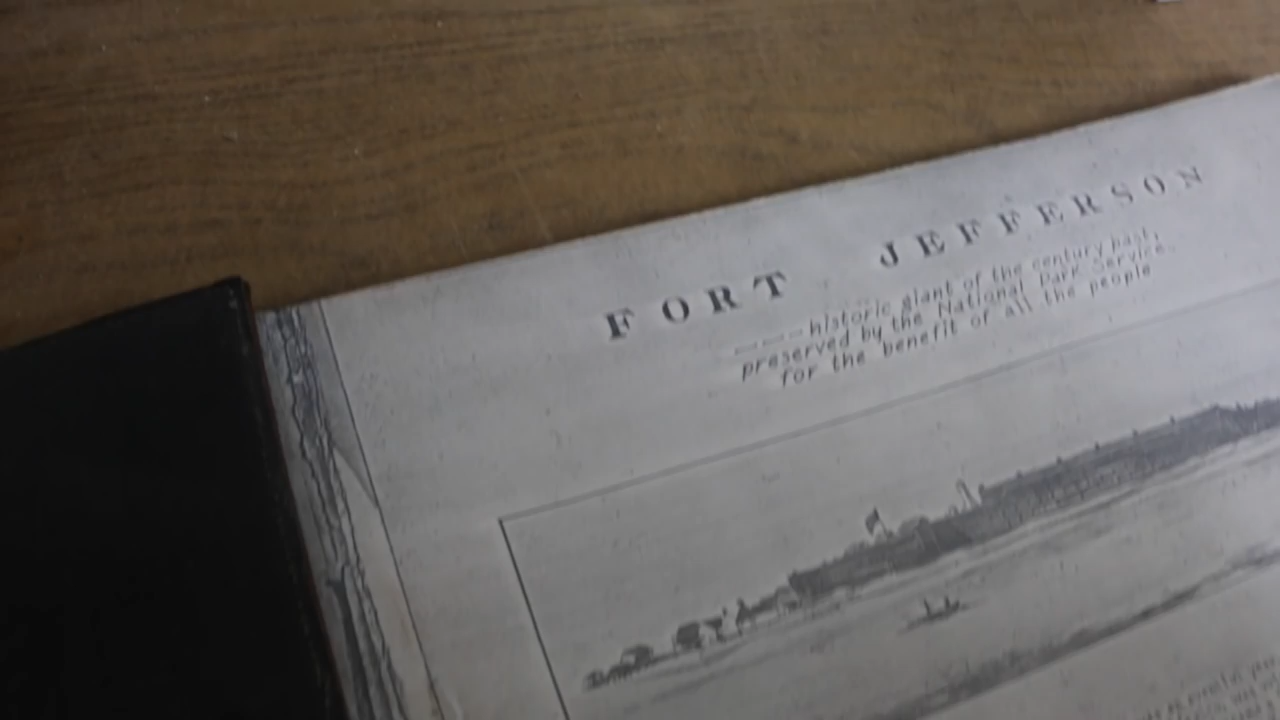 FORT JEFFERSON
---historic giant of the century past,
preserved by the National Park Service
for the benefit of all the people